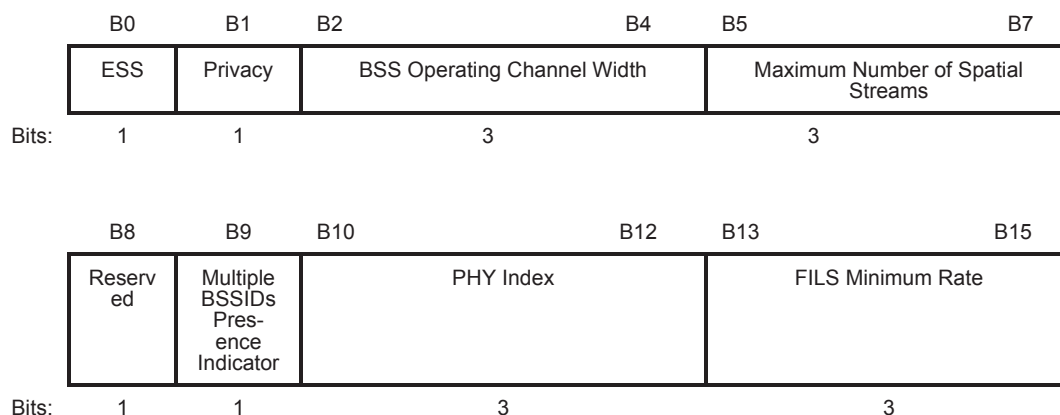 B0 B1 B2 B4 B5 B7
ESS Privacy BSS Operating Channel Width Maximum Number of Spatial
Streams
Bits: 1 1 3 3
B8 B9 B10 B12 B13 B15
Reserv
ed
Multiple
BSSIDs
Pres-
ence
Indicator
PHY Index
FILS Minimum Rate
Bits: 1 1 3 3